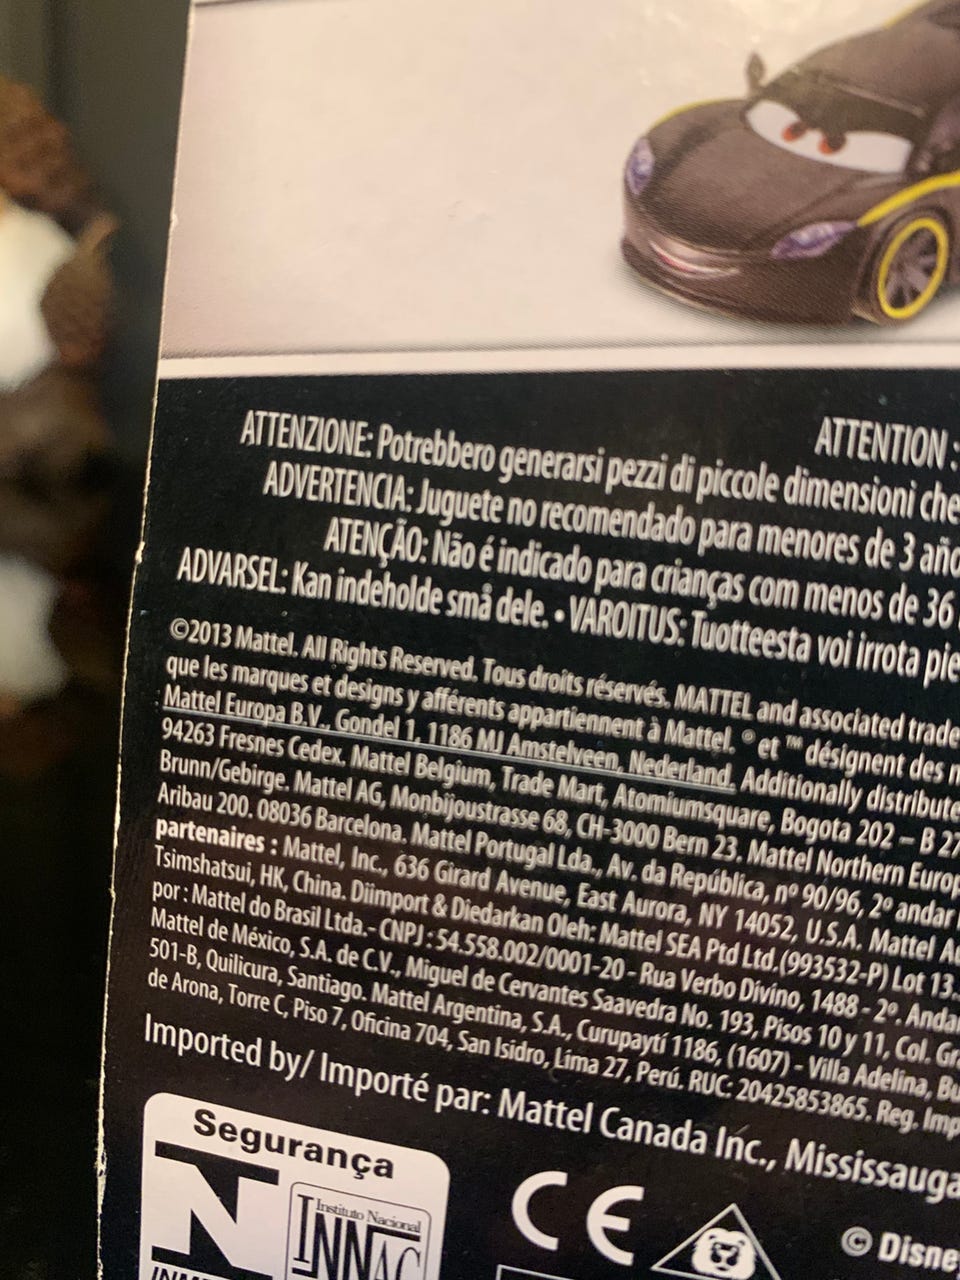 ATTENZIONE: Potrebbero generarsi pezzi di piccole dimensioni che
ATTENTION :
ADVERTENCIA: Juguete no recomendado para menores de 3 año
ATENÇÃO: Não é indicado para crianças com menos de 36
ADVARSEL: Kan indeholde små dele. • VAROITUS: Tuotteesta voi irrota pie
©2013 Mattel. All Rights Reserved. Tous droits réservés. MATTEL and associated trade
que les marques et designs y afférents appartiennent à Mattel. ® et ™ désignent des
Mattel Europa B.V., Gondel 1, 1186 MJ Amstelveen, Nederland. Additionally distribute
94263 Fresnes Cedex. Mattel Belgium, Trade Mart, Atomiumsquare, Bogota 202 – B 27
Brunn/Gebirge. Mattel AG, Monbijoustrasse 68, CH-3000 Bern 23. Mattel Northern Europ
Aribau 200. 08036 Barcelona. Mattel Portugal Lda., Av. da República, nº 90/96, 2º andar
partenaires : Mattel, Inc., 636 Girard Avenue, East Aurora, NY 14052, U.S.A. Mattel Au
Tsimshatsui, HK, China. Diimport & Diedarkan Oleh: Mattel SEA Ptd Ltd.(993532-P) Lot 13.
por : Mattel do Brasil Ltda.- CNPJ : 54.558.002/0001-20 - Rua Verbo Divino, 1488 - 2º. Anda
Mattel de México, S.A. de C.V., Miguel de Cervantes Saavedra No. 193, Pisos 10 y 11, Col. Gr
501-B, Quilicura, Santiago. Mattel Argentina, S.A., Curupaytí 1186, (1607) - Villa Adelina, Bu
de Arona, Torre C, Piso 7, Oficina 704, San Isidro, Lima 27, Perú. RUC: 20425853865. Reg. Imp
Imported by/ Importé par: Mattel Canada Inc., Mississauga
Segurança
Instituto Nacional
INNAC
CE
© Disne